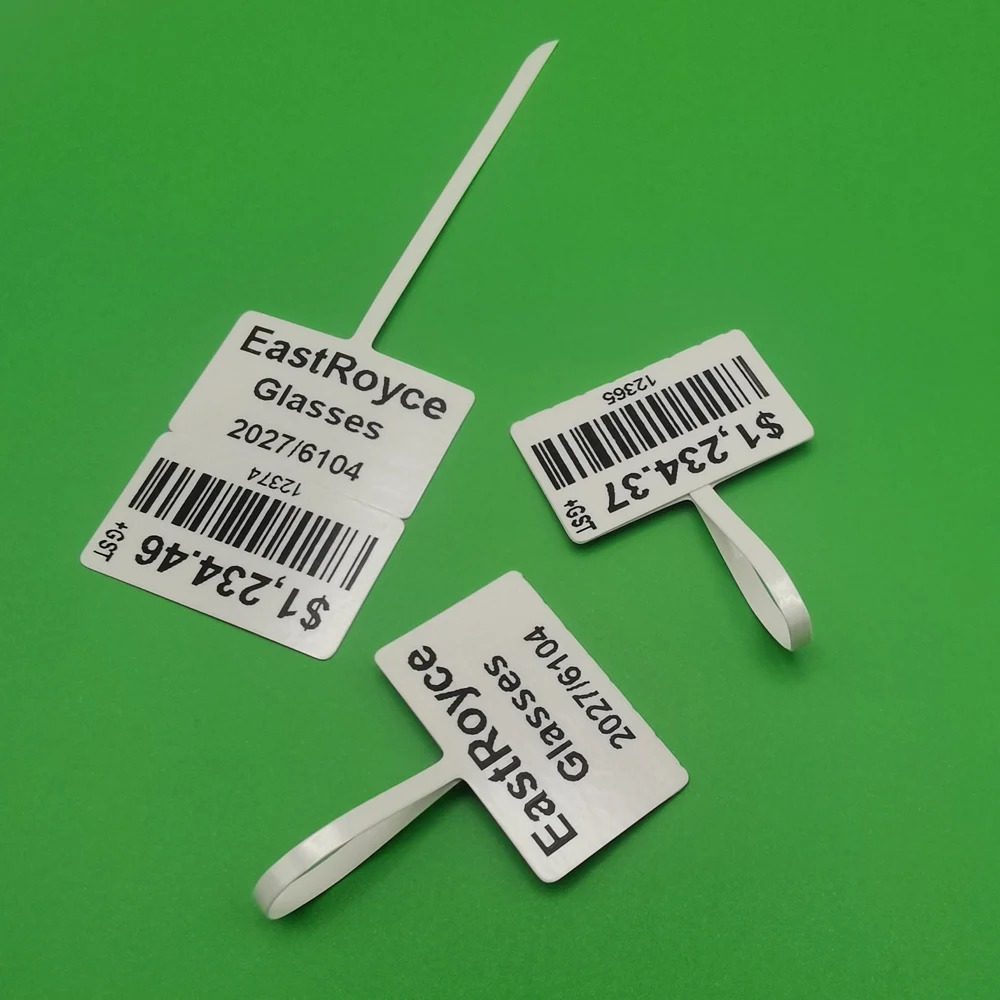 EastRoyce
Glasses
2027/6104
12374
$1,234.46
+GST
12365
$1,234.37
+GST
EastRoyce
Glasses
2027/6104